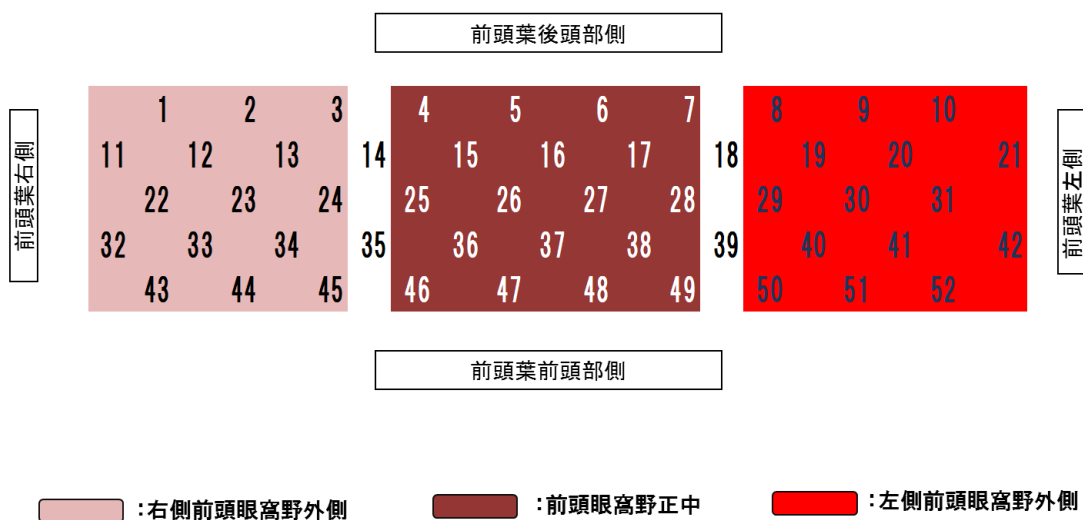 前頭葉後頭部側
1 2 3 4 5 6 7 8 9 10
11 12 13 14 15 16 17 18 19 20 21
22 23 24 25 26 27 28 29 30 31
32 33 34 35 36 37 38 39 40 41 42
43 44 45 46 47 48 49 50 51 52
前頭葉右側
前頭葉左側
前頭葉前頭部側
:右側前頭眼窩野外側
:前頭眼窩野正中
:左側前頭眼窩野外側